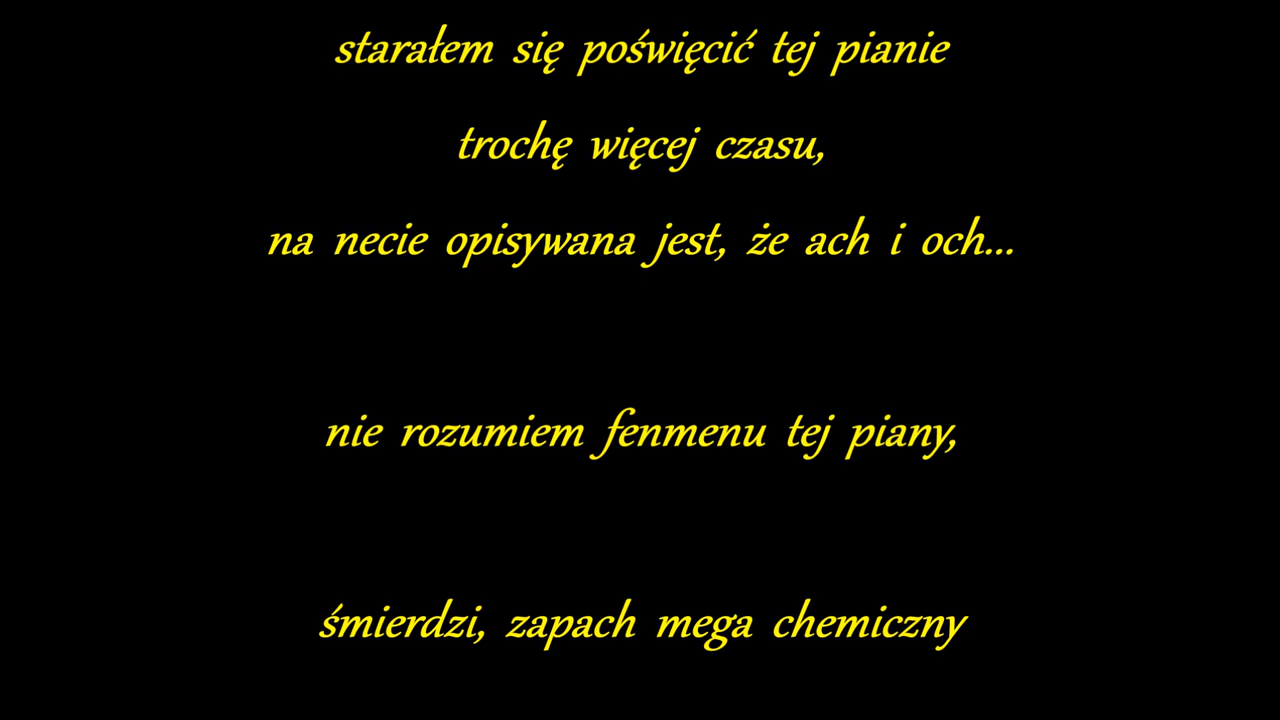 starałem się poświęcić tej pianie
trochę więcej czasu,
na necie opisywana jest, że ach i och...
nie rozumiem fenmenu tej piany,
śmierdzi, zapach mega chemiczny